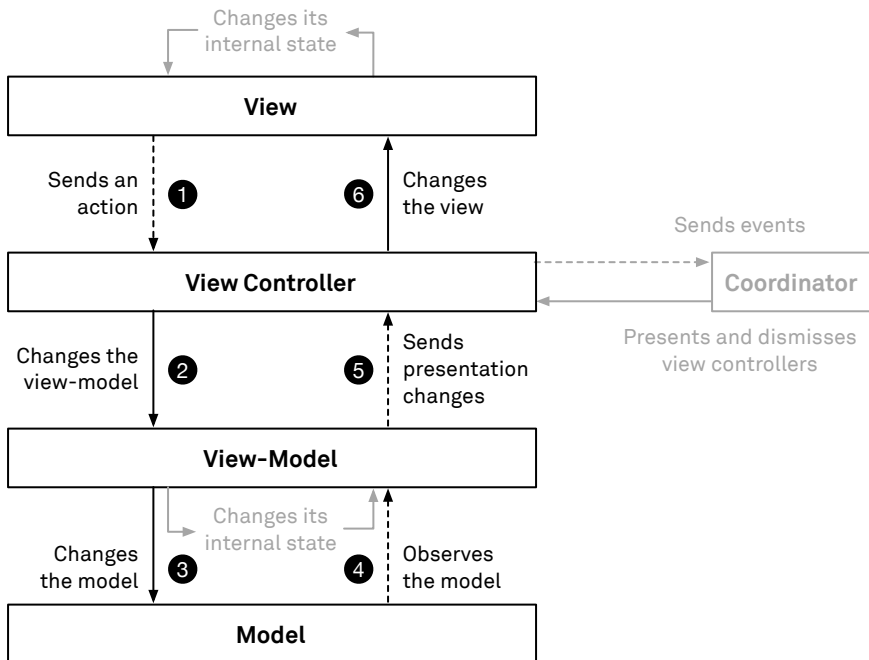 Changes its
internal state
View
Sends an
action
1
6
Changes
the view
Sends events
View Controller
Coordinator
Presents and dismisses
view controllers
Changes the
view-model
2
5
Sends
presentation
changes
View-Model
Changes its
internal state
Changes
the model
3
4
Observes
the model
Model